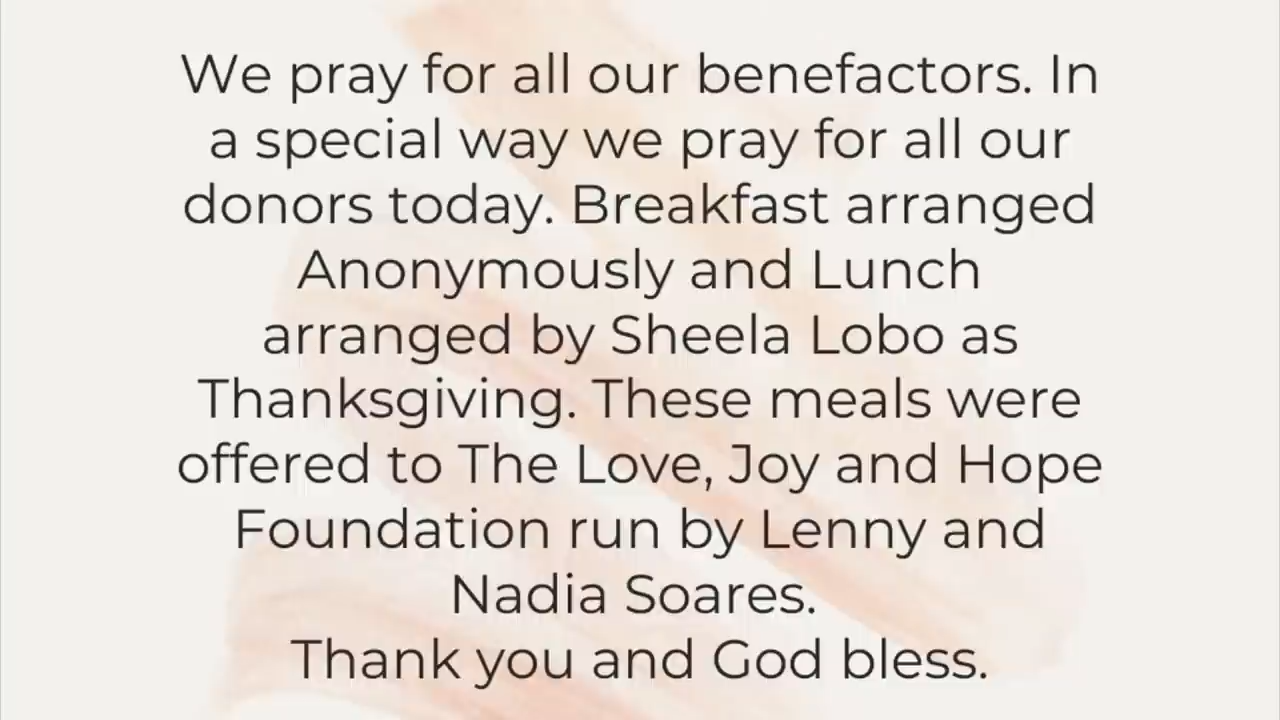 We pray for all our benefactors. In
a special way we pray for all our
donors today. Breakfast arranged
Anonymously and Lunch
arranged by Sheela Lobo as
Thanksgiving. These meals were
offered to The Love, Joy and Hope
Foundation run by Lenny and
Nadia Soares.
Thank you and God bless.